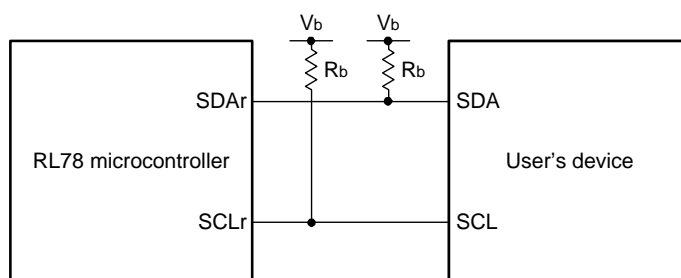 Vb Vb
Rb Rb
SDAr SDA
RL78 microcontroller User's device
SCLr SCL